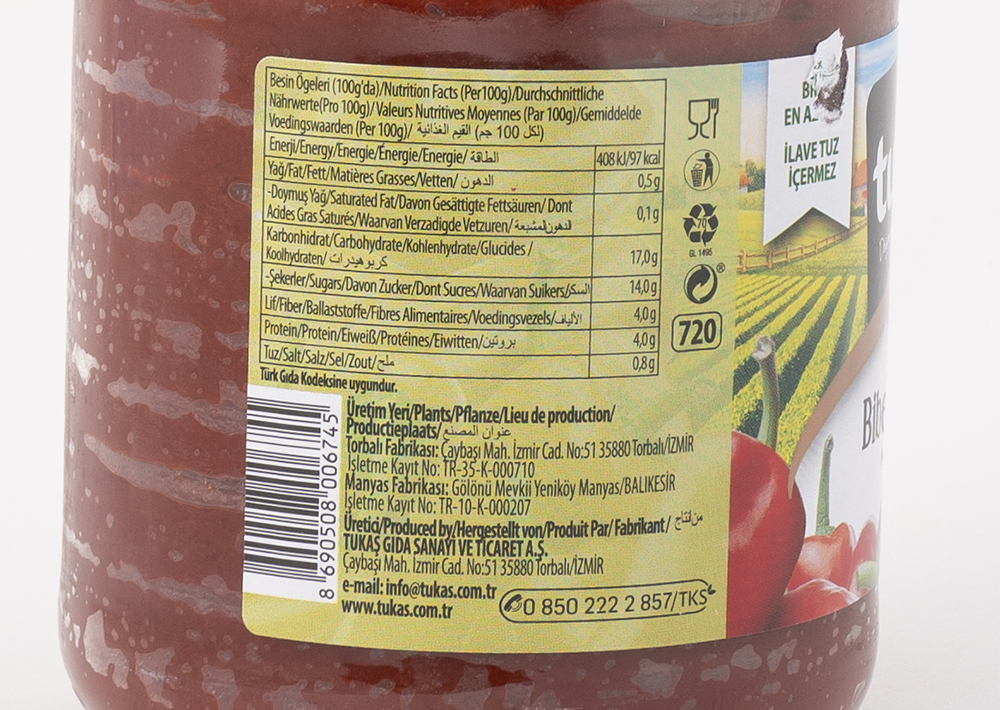 Besin Ögeleri (100g'da)/Nutrition Facts (Per100g)/Durchschnittliche
Nährwerte(Pro 100g)/Valeurs Nutritives Moyennes (Par 100g)/Gemiddelde
Voedingswaarden (Per 100g)/ القيم الغذائية (لكل 100 جم)
Enerji/Energy/Energie/Énergie/Energie/ الطاقة 408 kJ/97 kcal
Yağ/Fat/Fett/Matières Grasses/Vetten/ الدهون 0,5g
-Doymuş Yağ/Saturated Fat/Davon Gesättigte Fettsäuren/ Dont
Acides Gras Saturés/Waarvan Verzadigde Vetzuren/ الدهون المشبعة 0,1g
Karbonhidrat/Carbohydrate/Kohlenhydrate/Glucides/
Koolhydraten/ كربوهيدرات 17,0g
-Şekerler/Sugars/Davon Zucker/Dont Sucres/Waarvan Suikers/السكر 14,0g
Lif/Fiber/Ballaststoffe/Fibres Alimentaires/Voedingsvezels/الألياف 4,0g
Protein/Protein/Eiweiß/Protéines/Eiwitten/بروتين 4,0g
Tuz/Salt/Salz/Sel/Zout/ملح 0,8g
Türk Gıda Kodeksine uygundur.
Üretim Yeri/Plants/Pflanze/Lieu de production/
Productieplaats/ عنوان المصنع
Torbalı Fabrikası: Çaybaşı Mah. İzmir Cad. No:51 35880 Torbalı/İZMİR
İşletme Kayıt No: TR-35-K-000710
Manyas Fabrikası: Gölönü Mevkii Yeniköy Manyas/BALIKESİR
İşletme Kayıt No: TR-10-K-000207
Üretici/Produced by/Hergestellt von/Produit Par/ Fabrikant/ من انتاج
TUKAŞ GIDA SANAYİ VE TİCARET A.Ş.
Çaybaşı Mah. İzmir Cad. No:51 35880 Torbalı/İZMİR
e-mail: info@tukas.com.tr
www.tukas.com.tr
0 850 222 2 857/TKS
8 690508 006745
70
GL 1495
®
720
EN
İLAVE TUZ
İÇERMEZ